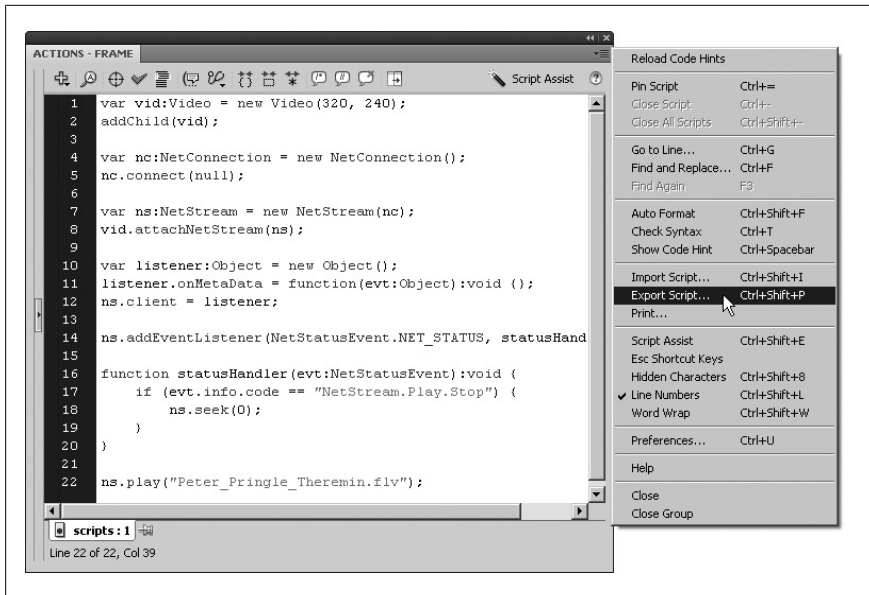 ACTIONS - FRAME
Script Assist
1 var vid:Video = new Video(320, 240);
2 addChild(vid);
3
4 var nc:NetConnection = new NetConnection();
5 nc.connect(null);
6
7 var ns:NetStream = new NetStream(nc);
8 vid.attachNetStream(ns);
9
10 var listener:Object = new Object();
11 listener.onMetaData = function(evt:Object):void {};
12 ns.client = listener;
13
14 ns.addEventListener(NetStatusEvent.NET_STATUS, statusHand
15
16 function statusHandler(evt:NetStatusEvent):void {
17 if (evt.info.code == "NetStream.Play.Stop") {
18 ns.seek(0);
19 }
20 }
21
22 ns.play("Peter_Pringle_Theremin.flv");
scripts : 1
Line 22 of 22, Col 39
Reload Code Hints
Pin Script Ctrl+=
Close Script Ctrl+-
Close All Scripts Ctrl+Shift+-
Go to Line... Ctrl+G
Find and Replace... Ctrl+F
Find Again F3
Auto Format Ctrl+Shift+F
Check Syntax Ctrl+T
Show Code Hint Ctrl+Spacebar
Import Script... Ctrl+Shift+I
Export Script... Ctrl+Shift+P
Print...
Script Assist Ctrl+Shift+E
Esc Shortcut Keys
Hidden Characters Ctrl+Shift+8
Line Numbers Ctrl+Shift+L
Word Wrap Ctrl+Shift+W
Preferences... Ctrl+U
Help
Close
Close Group